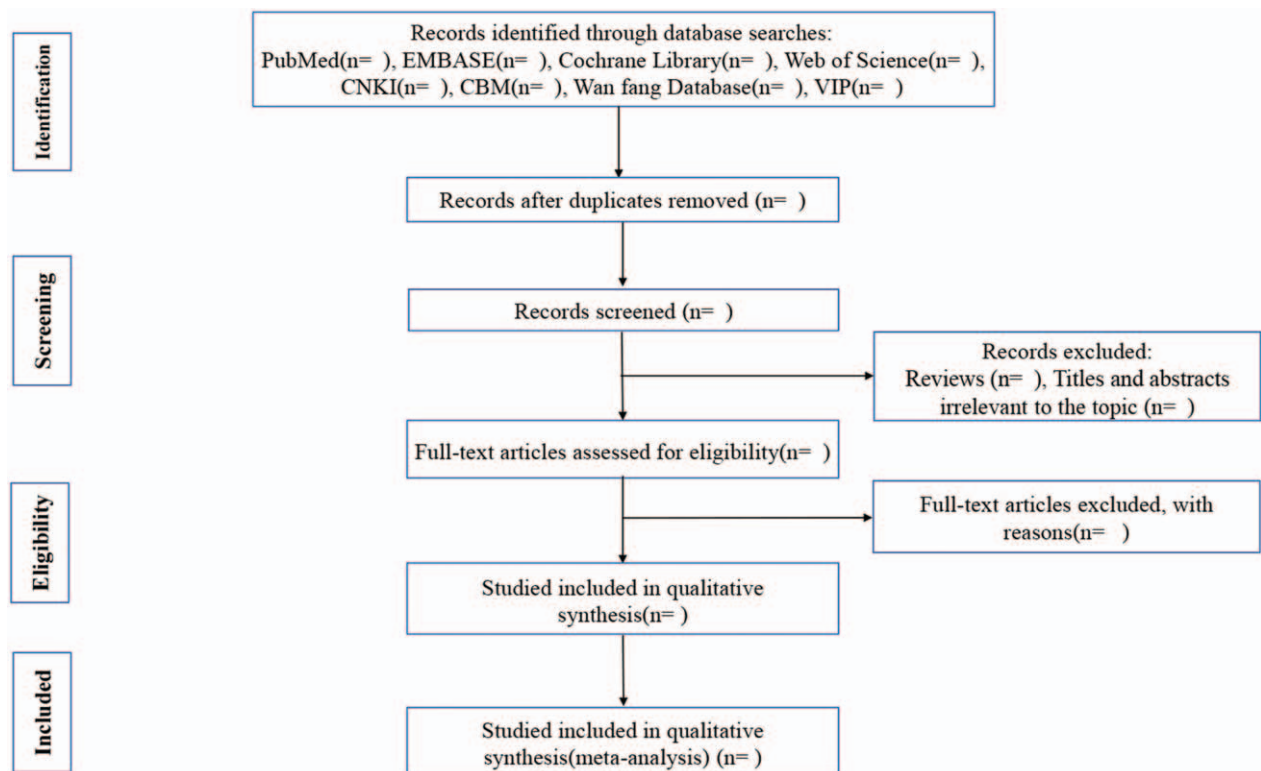 Identification
Records identified through database searches:
PubMed(n=  ), EMBASE(n=  ), Cochrane Library(n=  ), Web of Science(n=  ),
CNKI(n=  ), CBM(n=  ), Wan fang Database(n=  ), VIP(n=  )
Records after duplicates removed (n=  )
Screening
Records screened (n=  )
Records excluded:
Reviews (n=  ), Titles and abstracts
irrelevant to the topic (n=  )
Full-text articles assessed for eligibility(n=  )
Eligibility
Full-text articles excluded, with
reasons(n=  )
Studied included in qualitative
synthesis(n=  )
Included
Studied included in qualitative
synthesis(meta-analysis) (n=  )